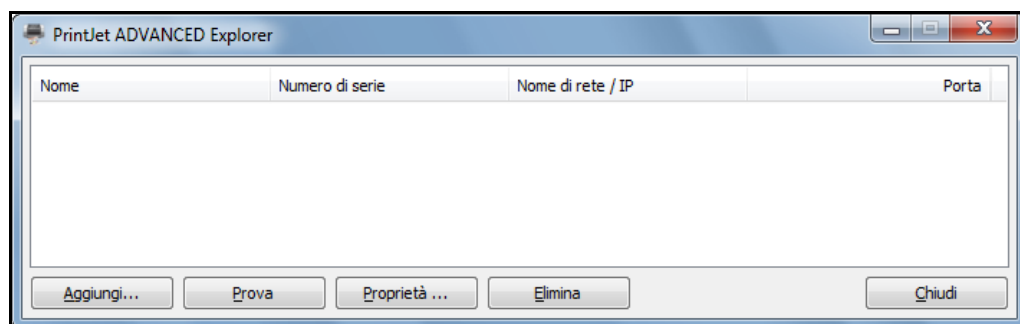 PrintJet ADVANCED Explorer
Nome Numero di serie Nome di rete / IP Porta
Aggiungi... Prova Proprietà ... Elimina Chiudi